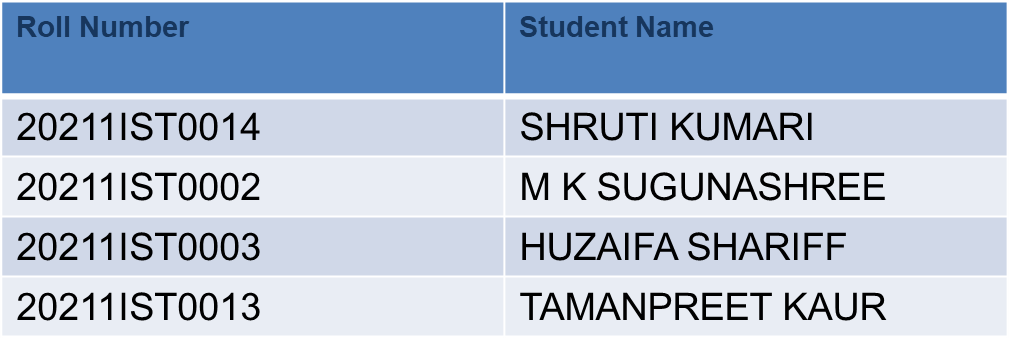 Roll Number Student Name
20211IST0014 SHRUTI KUMARI
20211IST0002 M K SUGUNASHREE
20211IST0003 HUZAIFA SHARIFF
20211IST0013 TAMANPREET KAUR